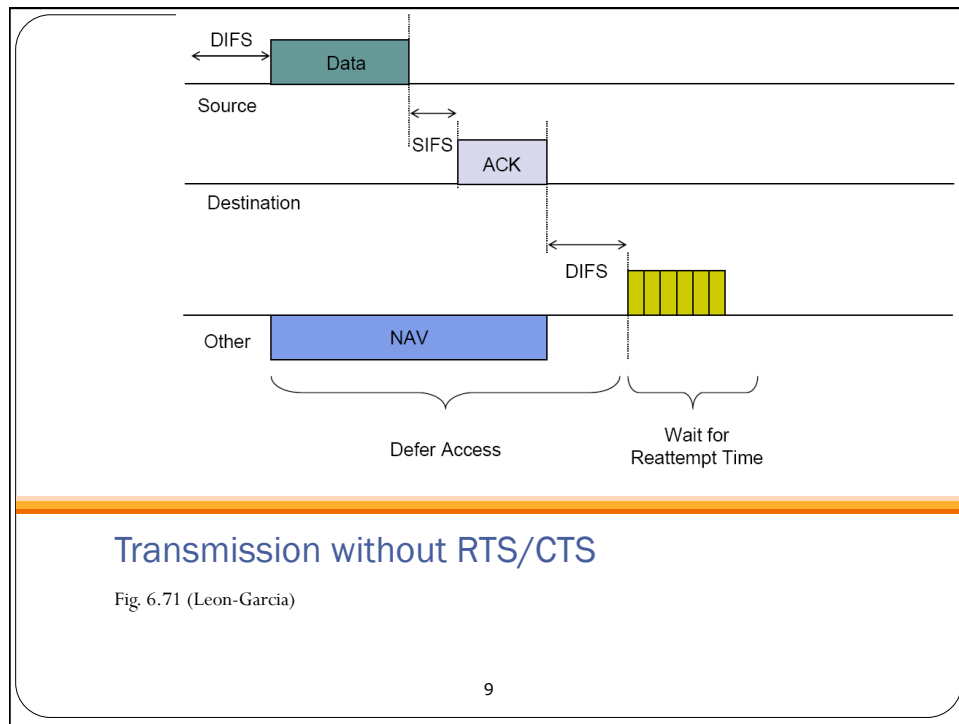 DIFS
Data
Source
SIFS
ACK
Destination
DIFS
Other
NAV
Defer Access
Wait for
Reattempt Time
Transmission without RTS/CTS
Fig. 6.71 (Leon-Garcia)
9